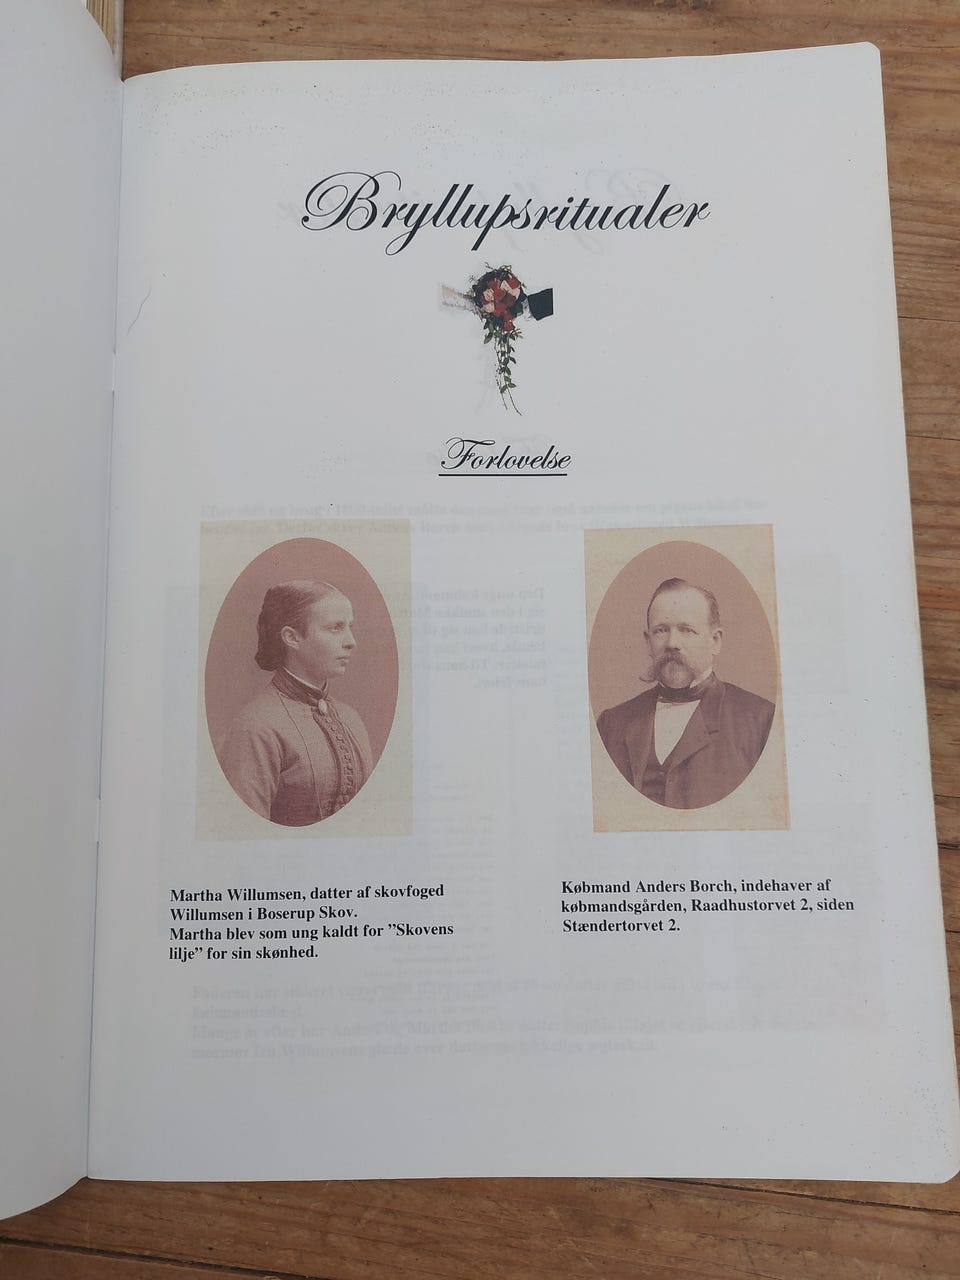 Bryllupsritualer
Forlovelse
Martha Willumsen, datter af skovfoged
Willumsen i Boserup Skov.
Martha blev som ung kaldt for ”Skovens
lilje” for sin skønhed.
Købmand Anders Borch, indehaver af
købmandsgården, Raadhustorvet 2, siden
Stændertorvet 2.